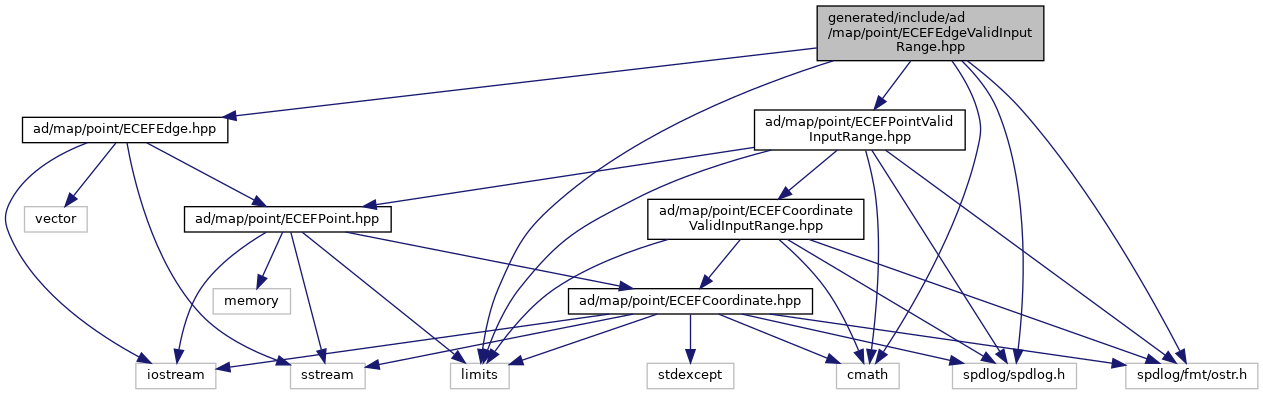 generated/include/ad
/map/point/ECEFEdgeValidInput
Range.hpp
ad/map/point/ECEFEdge.hpp
ad/map/point/ECEFPointValid
InputRange.hpp
vector
ad/map/point/ECEFPoint.hpp
ad/map/point/ECEFCoordinate
ValidInputRange.hpp
memory
ad/map/point/ECEFCoordinate.hpp
iostream
sstream
limits
stdexcept
cmath
spdlog/spdlog.h
spdlog/fmt/ostr.h